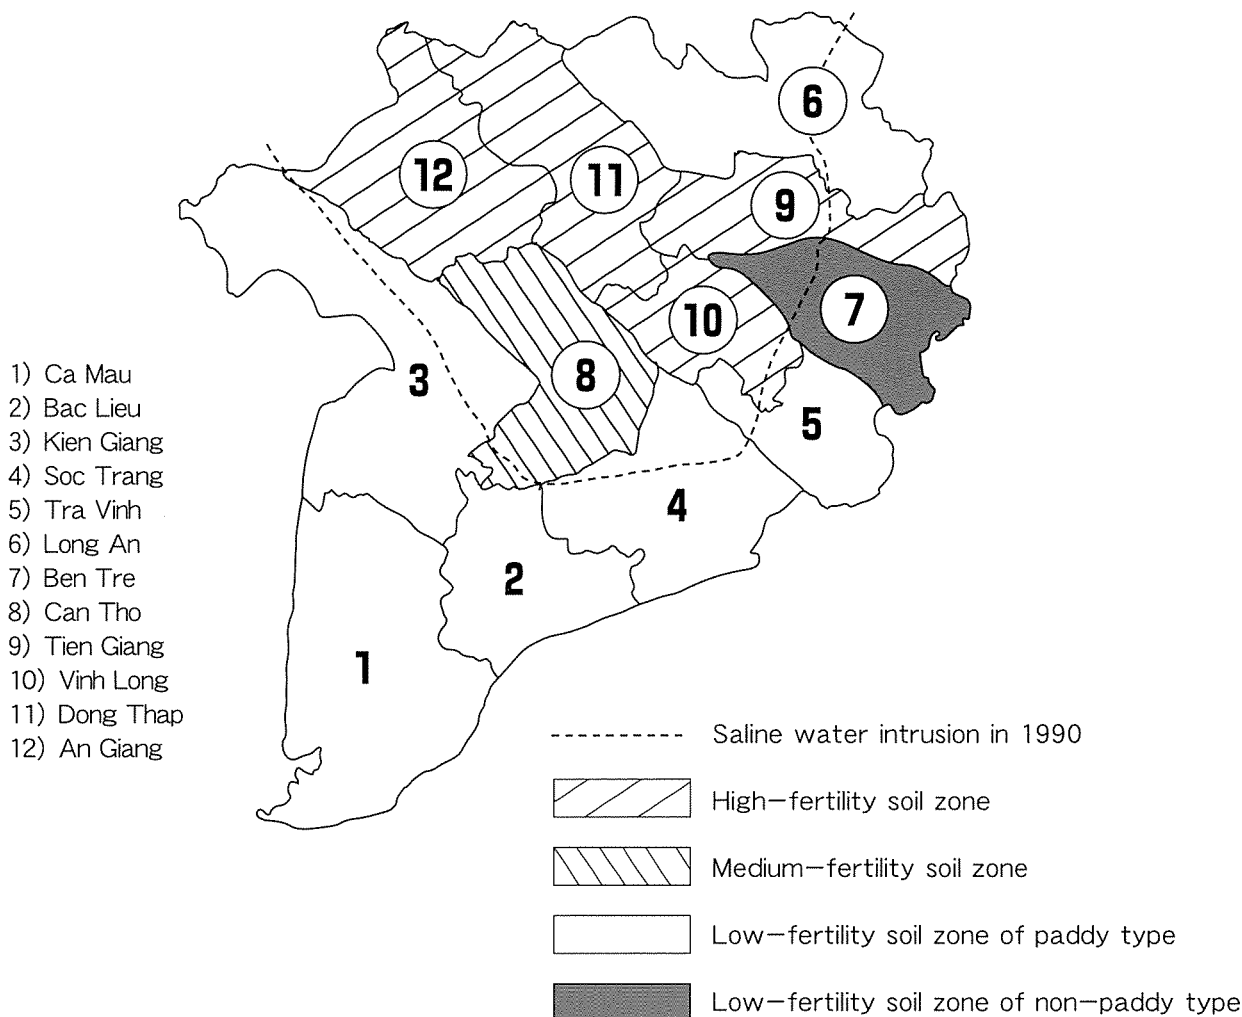 6
12
11
9
7
10
8
3
5
4
2
1
1) Ca Mau
2) Bac Lieu
3) Kien Giang
4) Soc Trang
5) Tra Vinh
6) Long An
7) Ben Tre
8) Can Tho
9) Tien Giang
10) Vinh Long
11) Dong Thap
12) An Giang
Saline water intrusion in 1990
High-fertility soil zone
Medium-fertility soil zone
Low-fertility soil zone of paddy type
Low-fertility soil zone of non-paddy type